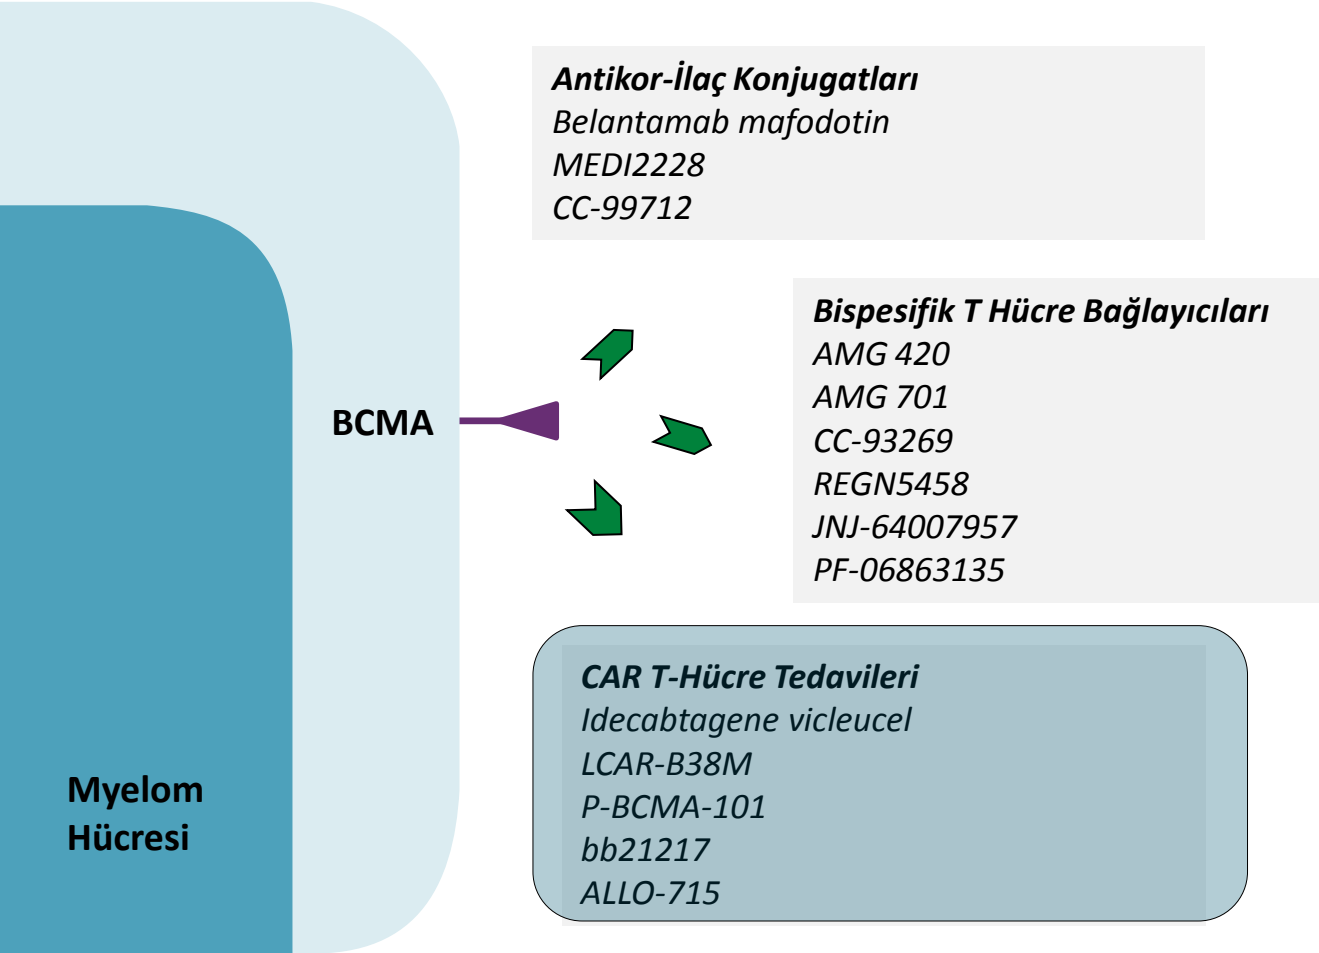 Antikor-İlaç Konjugatları
Belantamab mafodotin
MEDI2228
CC-99712
Bispesifik T Hücre Bağlayıcıları
AMG 420
AMG 701
CC-93269
REGN5458
JNJ-64007957
PF-06863135
BCMA
CAR T-Hücre Tedavileri
Idecabtagene vicleucel
LCAR-B38M
P-BCMA-101
bb21217
ALLO-715
Myelom
Hücresi